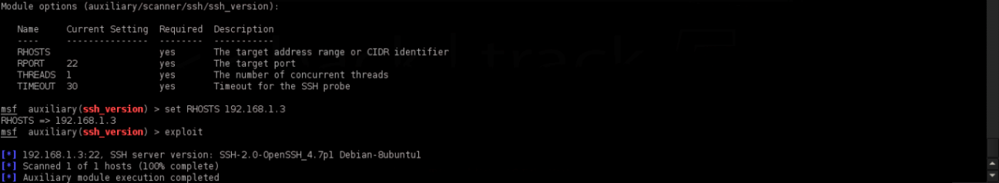 Module options (auxiliary/scanner/ssh/ssh_version):
Name Current Setting Required Description
---- --------------- -------- -----------
RHOSTS yes The target address range or CIDR identifier
RPORT 22 yes The target port
THREADS 1 yes The number of concurrent threads
TIMEOUT 30 yes Timeout for the SSH probe
msf auxiliary(ssh_version) > set RHOSTS 192.168.1.3
RHOSTS => 192.168.1.3
msf auxiliary(ssh_version) > exploit
[*] 192.168.1.3:22, SSH server version: SSH-2.0-OpenSSH_4.7p1 Debian-8ubuntu1
[*] Scanned 1 of 1 hosts (100% complete)
[*] Auxiliary module execution completed